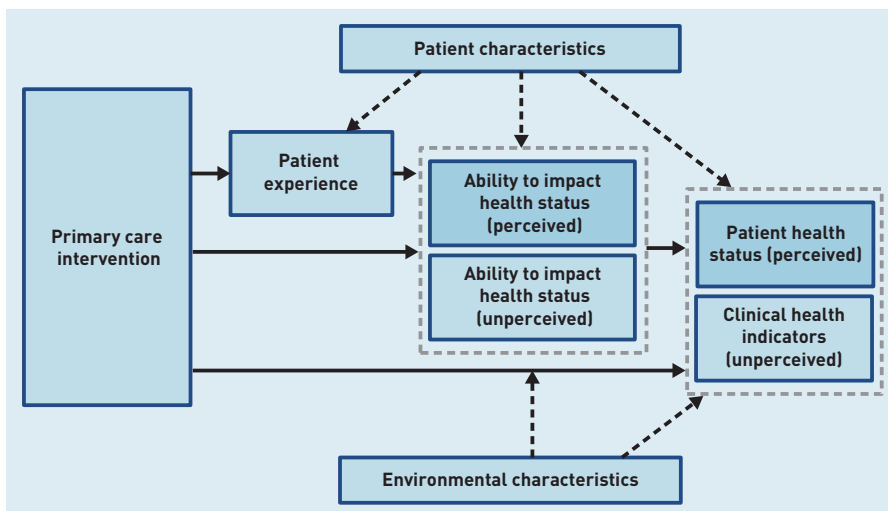 Patient characteristics
Patient
experience
Primary care
intervention
Ability to impact
health status
(perceived)
Ability to impact
health status
(unperceived)
Patient health
status (perceived)
Clinical health
indicators
(unperceived)
Environmental characteristics